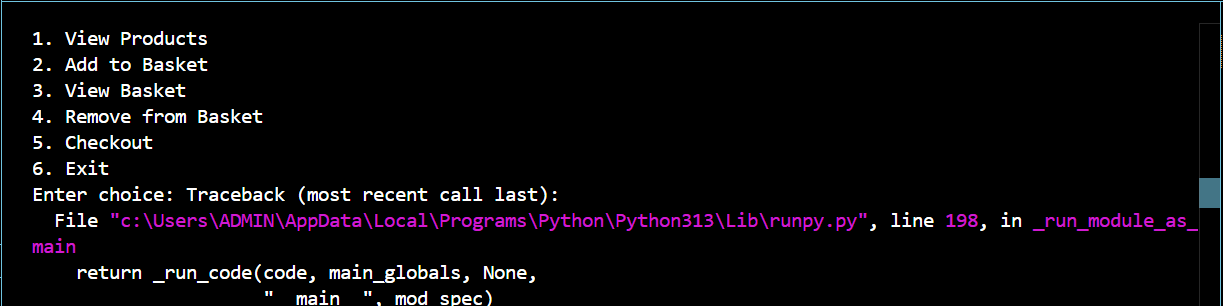 1. View Products
2. Add to Basket
3. View Basket
4. Remove from Basket
5. Checkout
6. Exit
Enter choice: Traceback (most recent call last):
  File "c:\Users\ADMIN\AppData\Local\Programs\Python\Python313\Lib\runpy.py", line 198, in _run_module_as_
main
    return _run_code(code, main_globals, None,
                     "__main__", mod_spec)